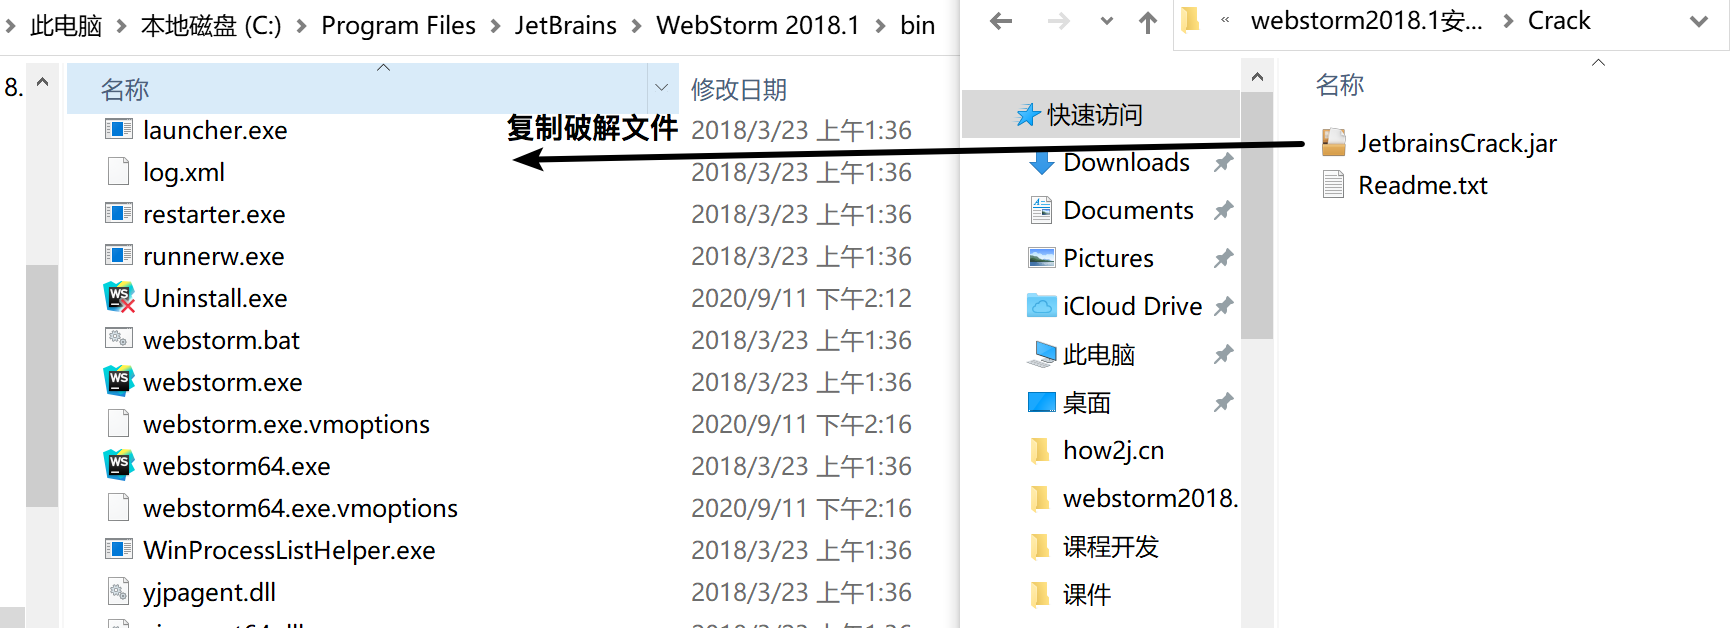 此电脑 本地磁盘 (C:) Program Files JetBrains WebStorm 2018.1 bin
8.
名称 修改日期
launcher.exe 2018/3/23 上午1:36
log.xml 2018/3/23 上午1:36
restarter.exe 2018/3/23 上午1:36
runnerw.exe 2018/3/23 上午1:36
Uninstall.exe 2020/9/11 下午2:12
webstorm.bat 2018/3/23 上午1:36
webstorm.exe 2018/3/23 上午1:36
webstorm.exe.vmoptions 2020/9/11 下午2:16
webstorm64.exe 2018/3/23 上午1:36
webstorm64.exe.vmoptions 2020/9/11 下午2:16
WinProcessListHelper.exe 2018/3/23 上午1:36
yjpagent.dll 2018/3/23 上午1:36
复制破解文件
« webstorm2018.1安... Crack
快速访问
Downloads
Documents
Pictures
iCloud Drive
此电脑
桌面
how2j.cn
webstorm2018.
课程开发
课件
名称
JetbrainsCrack.jar
Readme.txt